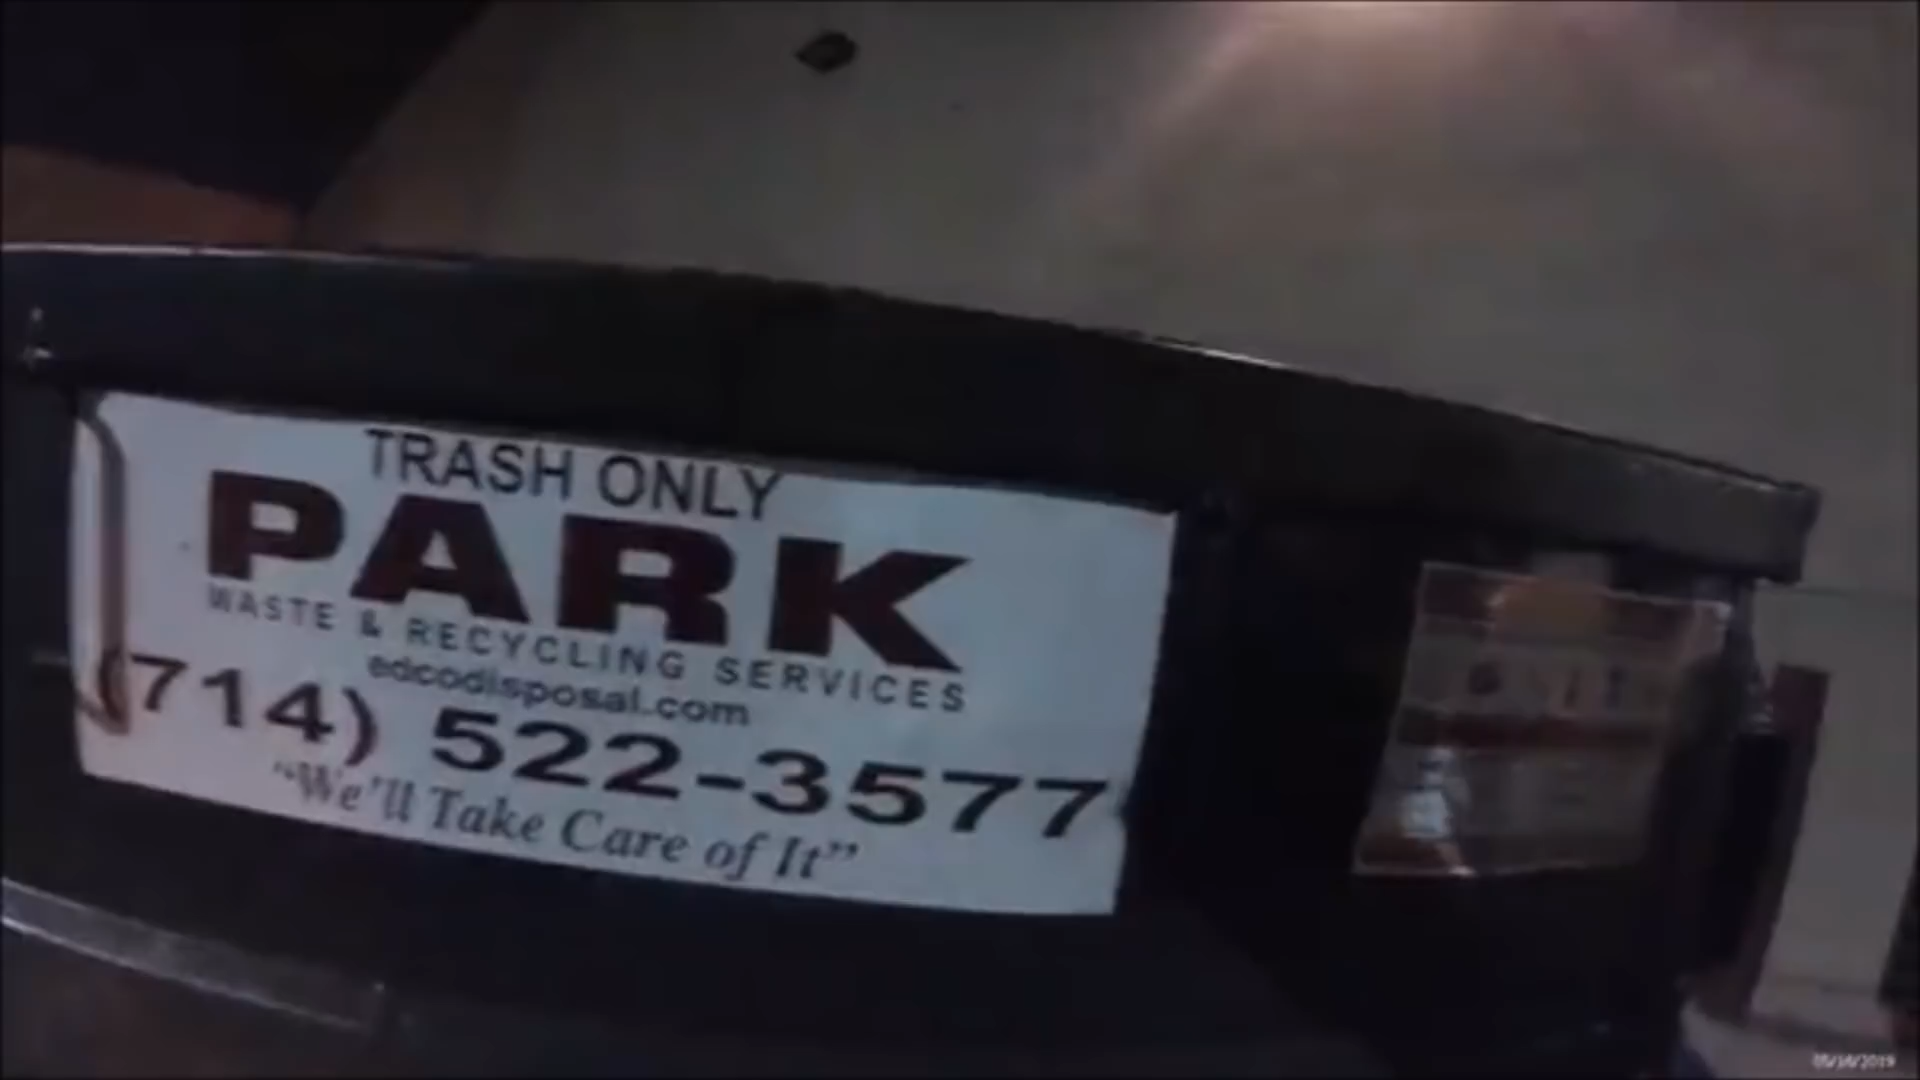 TRASH ONLY
PARK
WASTE & RECYCLING SERVICES
edcodisposal.com
(714) 522-3577
"We'll Take Care of It"